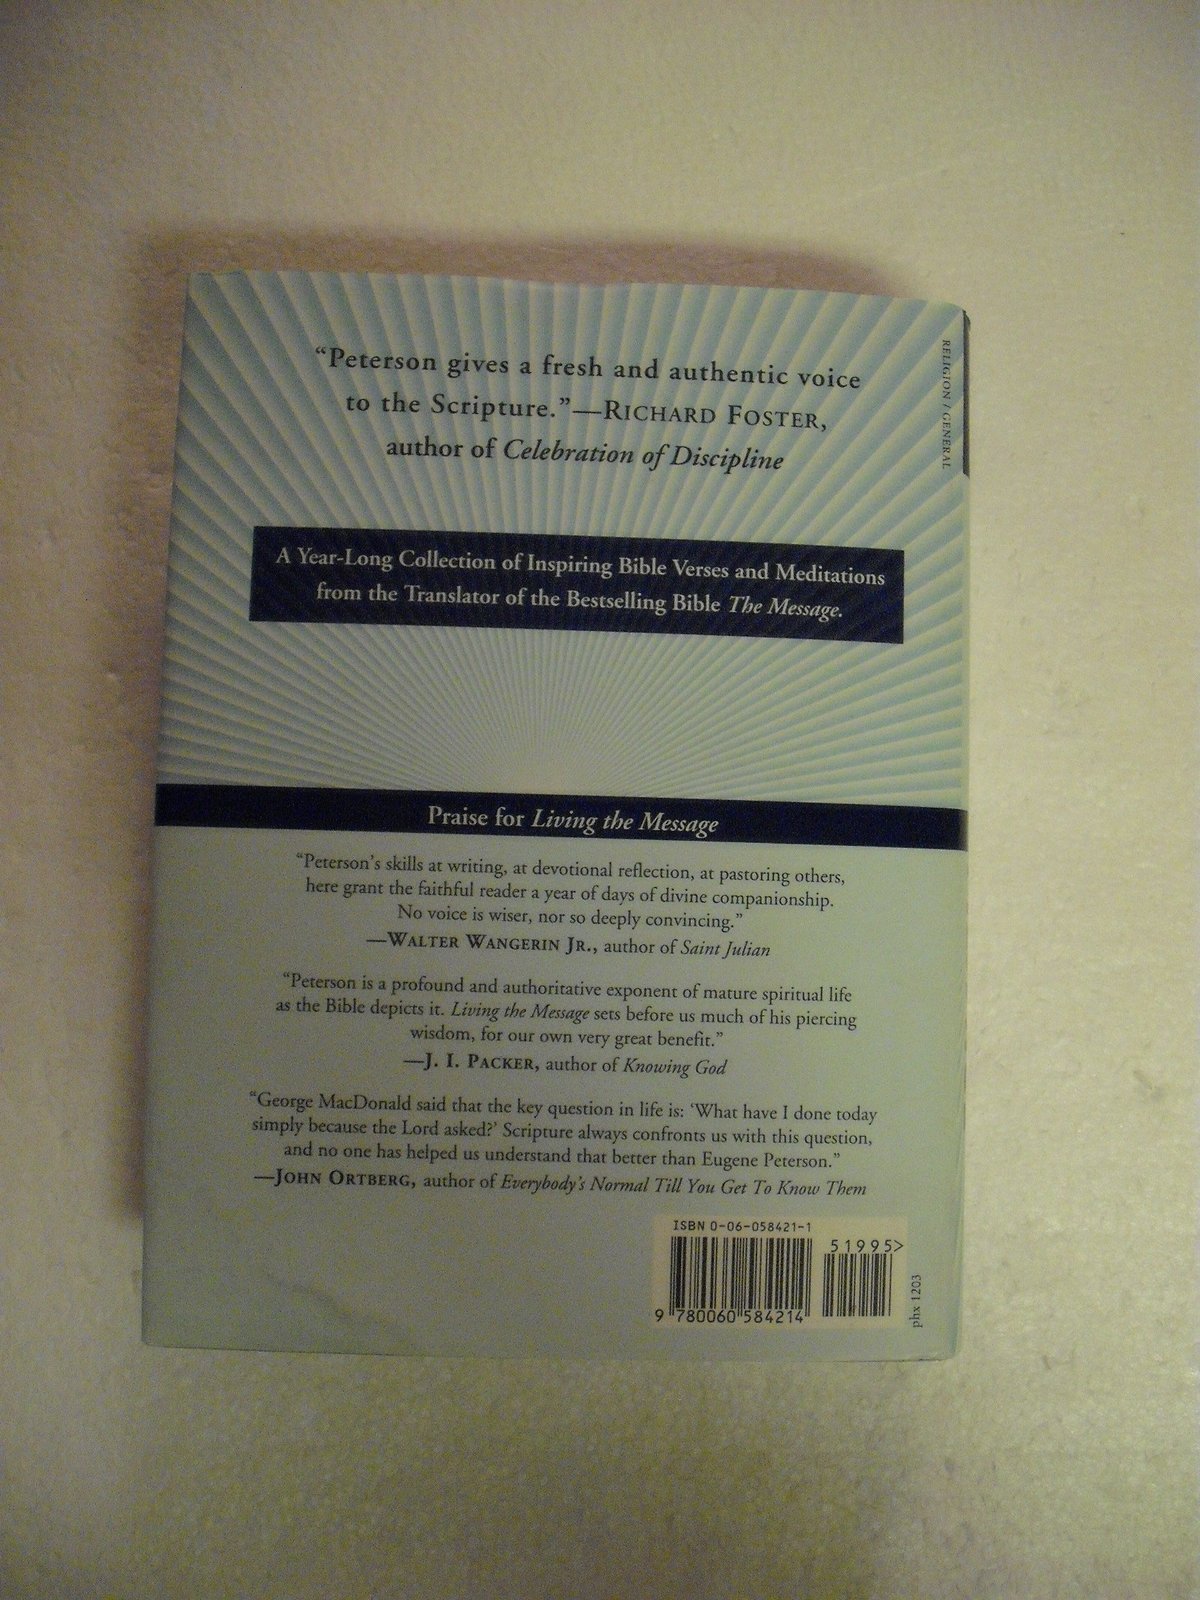 “Peterson gives a fresh and authentic voice
to the Scripture.”—RICHARD FOSTER,
author of Celebration of Discipline
RELIGION / GENERAL
A Year-Long Collection of Inspiring Bible Verses and Meditations
from the Translator of the Bestselling Bible The Message.
Praise for Living the Message
“Peterson’s skills at writing, at devotional reflection, at pastoring others,
here grant the faithful reader a year of days of divine companionship.
No voice is wiser, nor so deeply convincing.”
—WALTER WANGERIN JR., author of Saint Julian
“Peterson is a profound and authoritative exponent of mature spiritual life
as the Bible depicts it. Living the Message sets before us much of his piercing
wisdom, for our own very great benefit.”
—J. I. PACKER, author of Knowing God
“George MacDonald said that the key question in life is: ‘What have I done today
simply because the Lord asked?’ Scripture always confronts us with this question,
and no one has helped us understand that better than Eugene Peterson.”
—JOHN ORTBERG, author of Everybody’s Normal Till You Get To Know Them
ISBN 0-06-058421-1
51995>
9 780060 584214
phx 1203